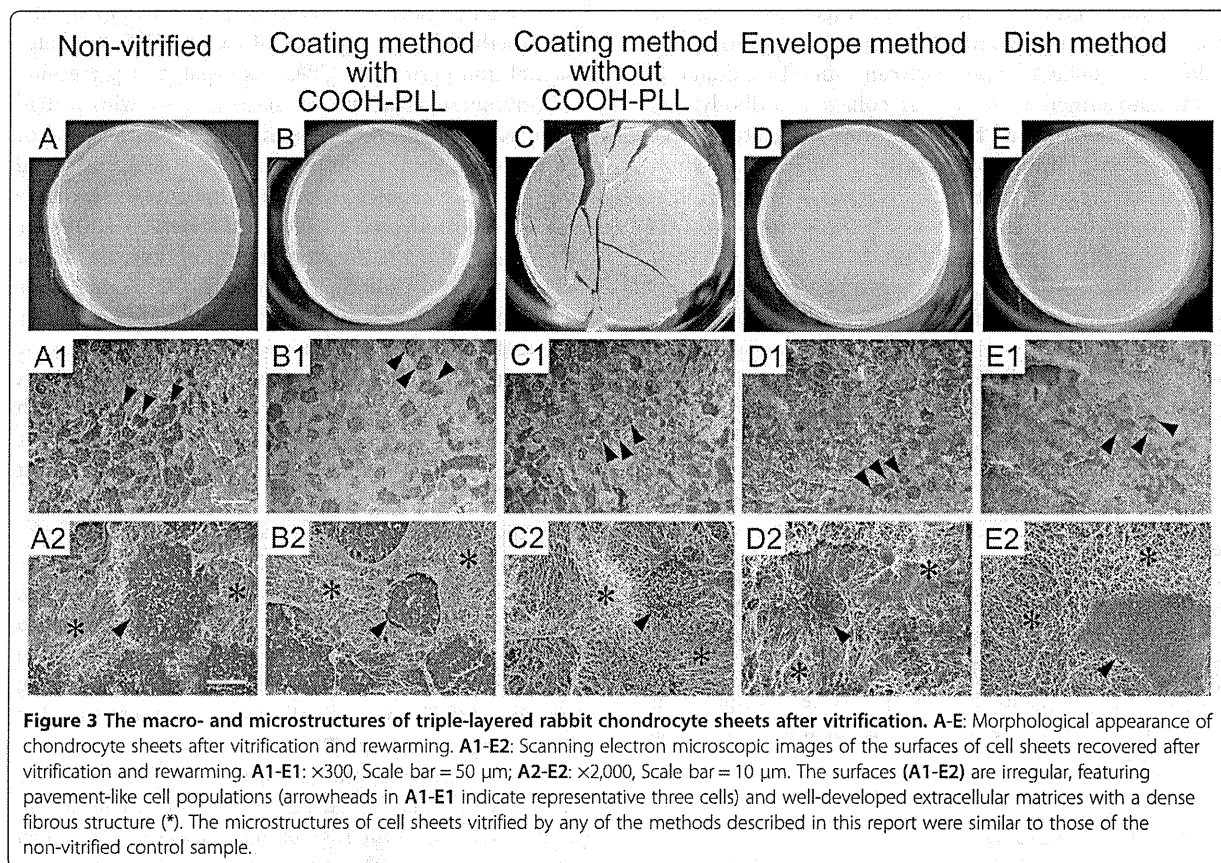 Non-vitrified
Coating method
with
COOH-PLL
Coating method
without
COOH-PLL
Envelope method
Dish method
A
B
C
D
E
A1
B1
C1
D1
E1
A2
B2
C2
D2
E2
Figure 3 The macro- and microstructures of triple-layered rabbit chondrocyte sheets after vitrification. A-E: Morphological appearance of
chondrocyte sheets after vitrification and rewarming. A1-E2: Scanning electron microscopic images of the surfaces of cell sheets recovered after
vitrification and rewarming. A1-E1: ×300, Scale bar = 50 μm; A2-E2: ×2,000, Scale bar = 10 μm. The surfaces (A1-E2) are irregular, featuring
pavement-like cell populations (arrowheads in A1-E1 indicate representative three cells) and well-developed extracellular matrices with a dense
fibrous structure (*). The microstructures of cell sheets vitrified by any of the methods described in this report were similar to those of the
non-vitrified control sample.